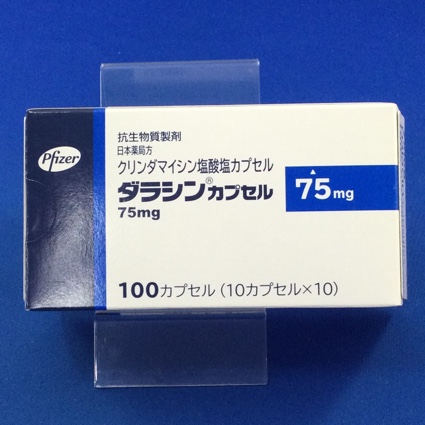 Pfizer
抗生物質製剤
日本薬局方
クリンダマイシン塩酸塩カプセル
ダラシン®カプセル
75mg
75mg
100カプセル (10カプセル×10)